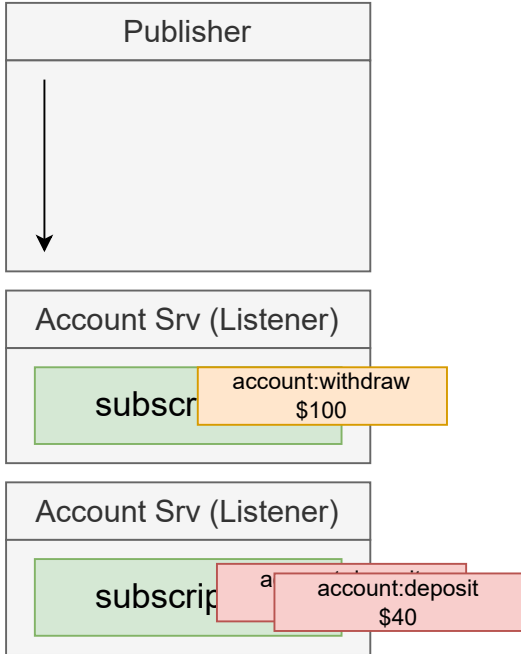 Publisher
Account Srv (Listener)
subscr
account:withdraw
$100
Account Srv (Listener)
subscrip
account:deposit
$40